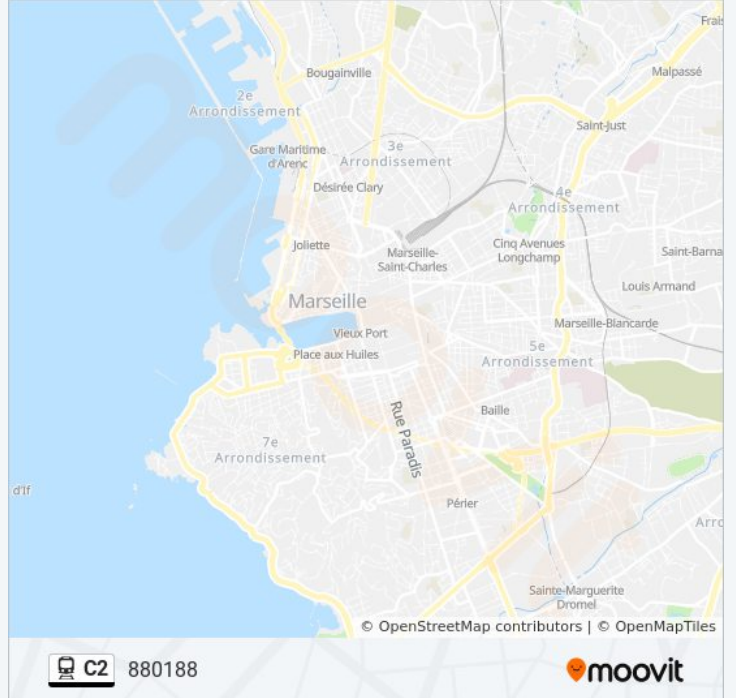 Frais
Bougainville
Malpassé
2e
Arrondissement
Saint-Just
Gare Maritime
d'Arenc
3e
Arrondissement
Désirée Clary
4e
Arrondissement
Joliette
Marseille-
Saint-Charles
Cinq Avenues
Longchamp
Saint-Barna
Louis Armand
Marseille
Marseille-Blancarde
Vieux Port
Place aux Huiles
5e
Arrondissement
Rue Paradis
Baille
7e
Arrondissement
d'If
Périer
Arro
Sainte-Marguerite
Dromel
© OpenStreetMap contributors | © OpenMapTiles
C2 880188
moovit